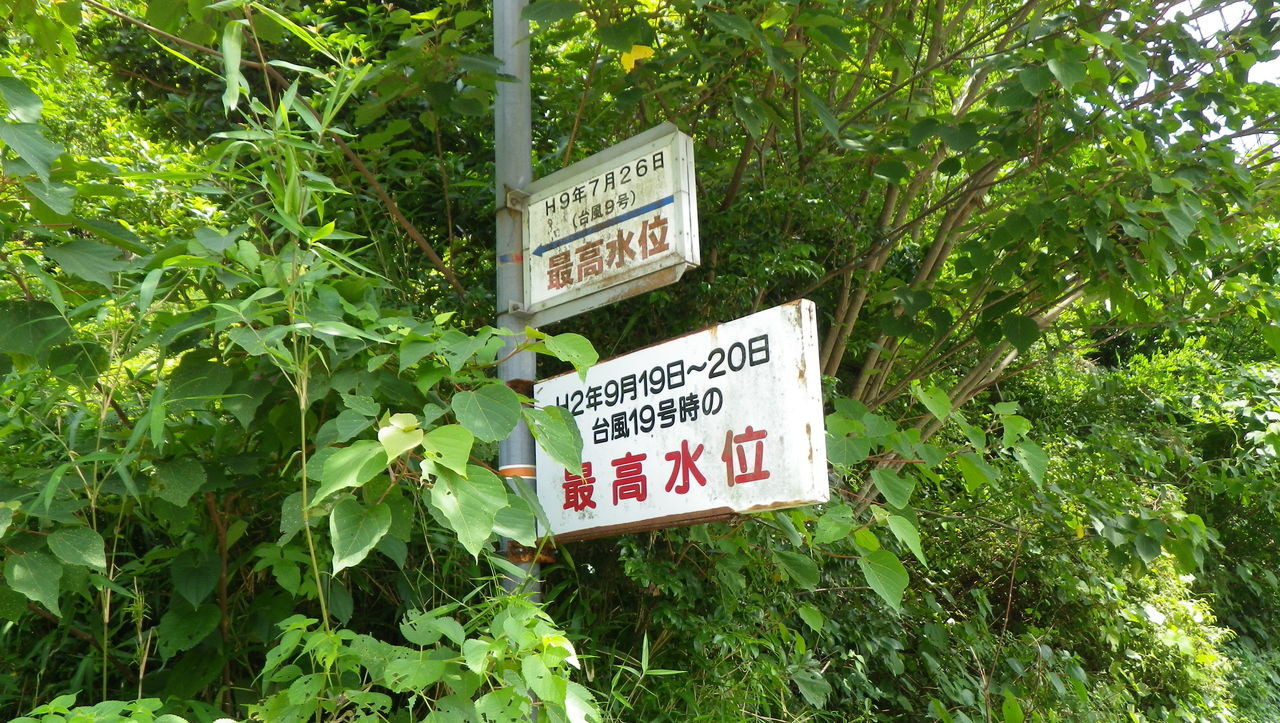 H9年7月26日
(台風9号)
最高水位
H2年9月19日～20日
台風19号時の
最高水位